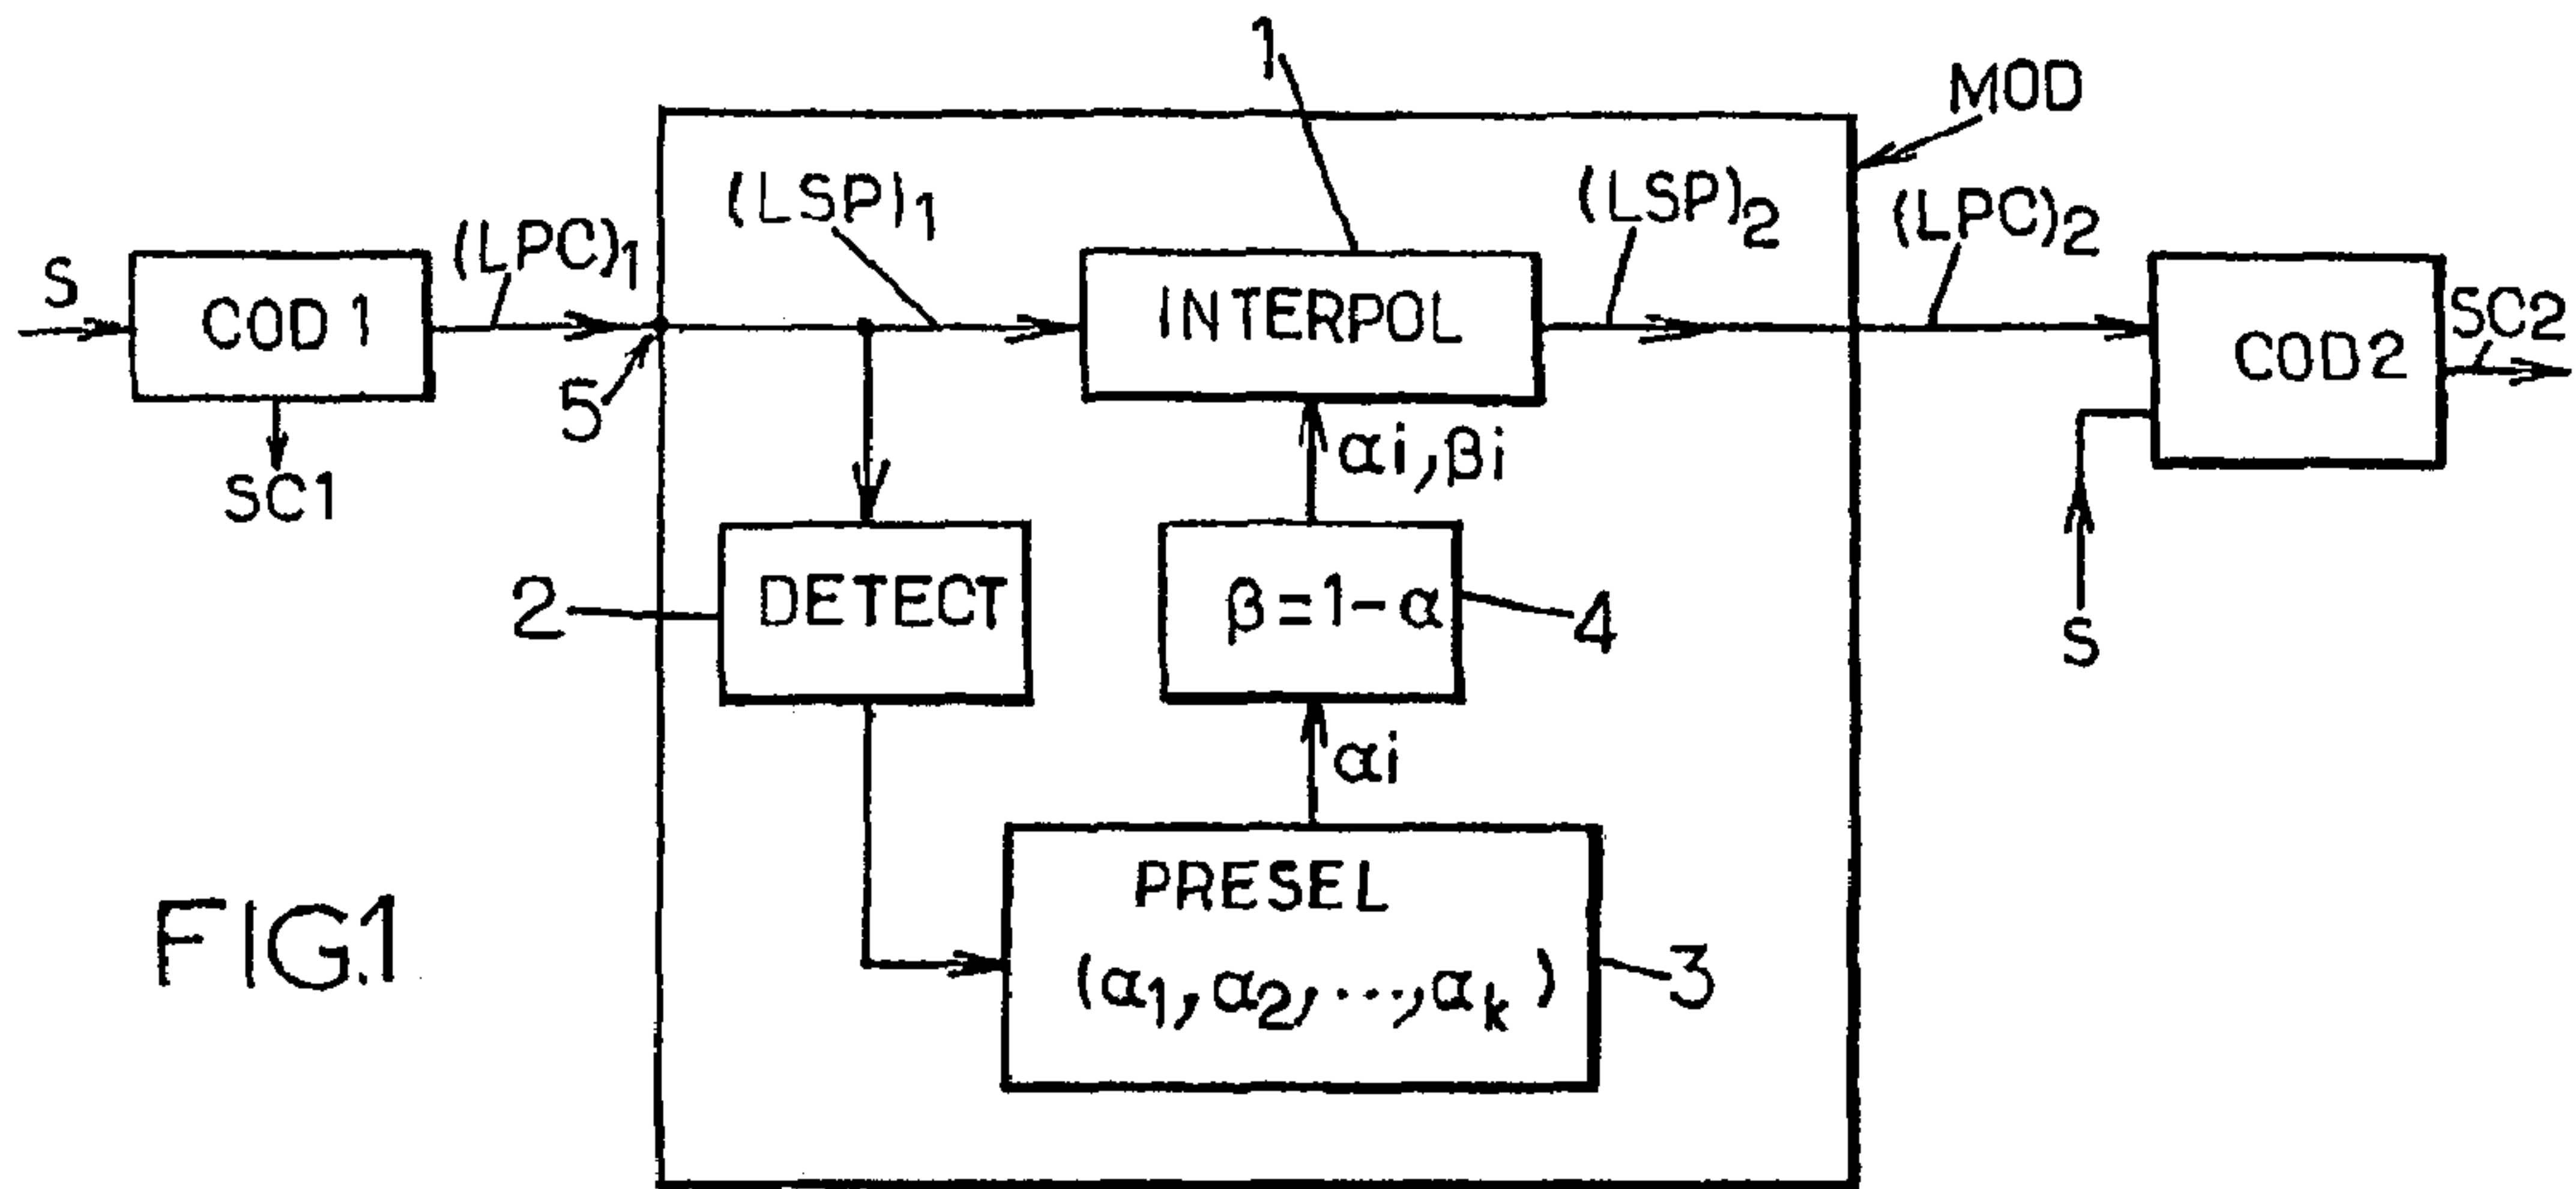 1
MOD
(LSP)1
(LSP)2
(LPC)1
(LPC)2
S
COD 1
INTERPOL
COD2
SC2
5
SC1
αi,βi
2
DETECT
β=1-α
4
S
αi
PRESEL
(α1,α2,...,αk)
3
FIG.1